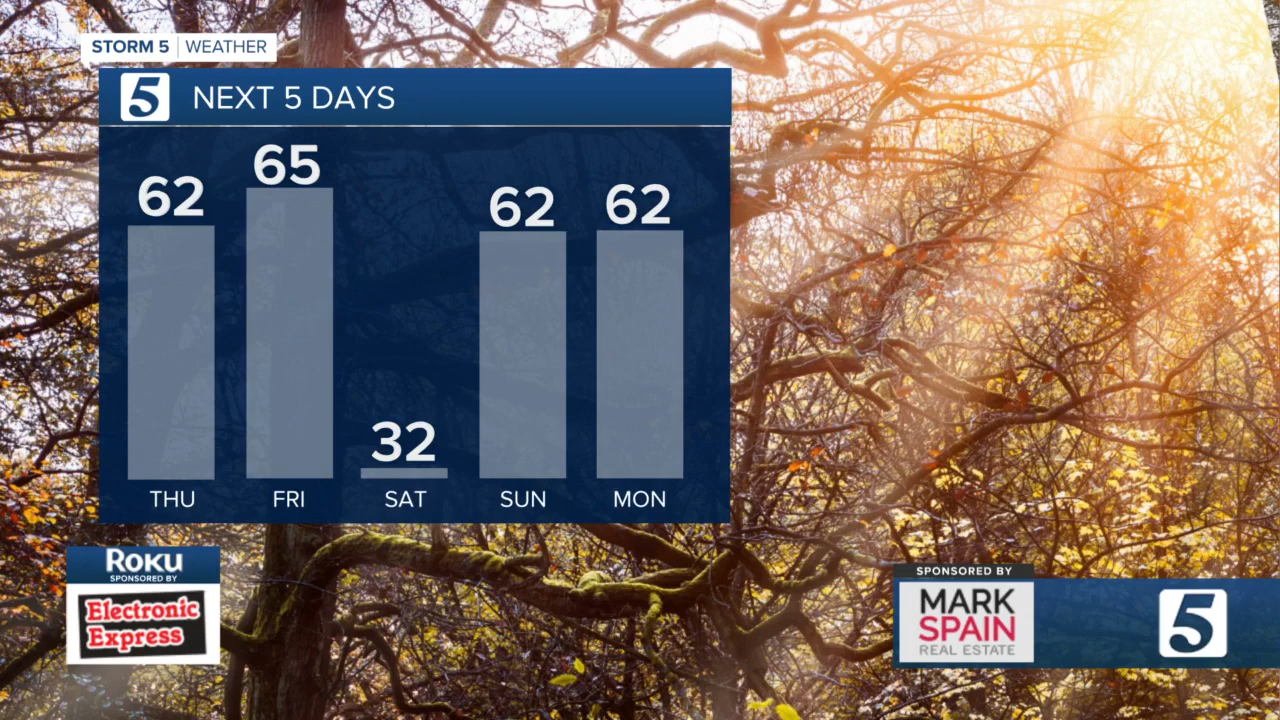 STORM 5 | WEATHER
5 NEXT 5 DAYS
62 65 32 62 62
THU FRI SAT SUN MON
ROKU
SPONSORED BY
Electronic
Express
SPONSORED BY
MARK
SPAIN
REAL ESTATE
5